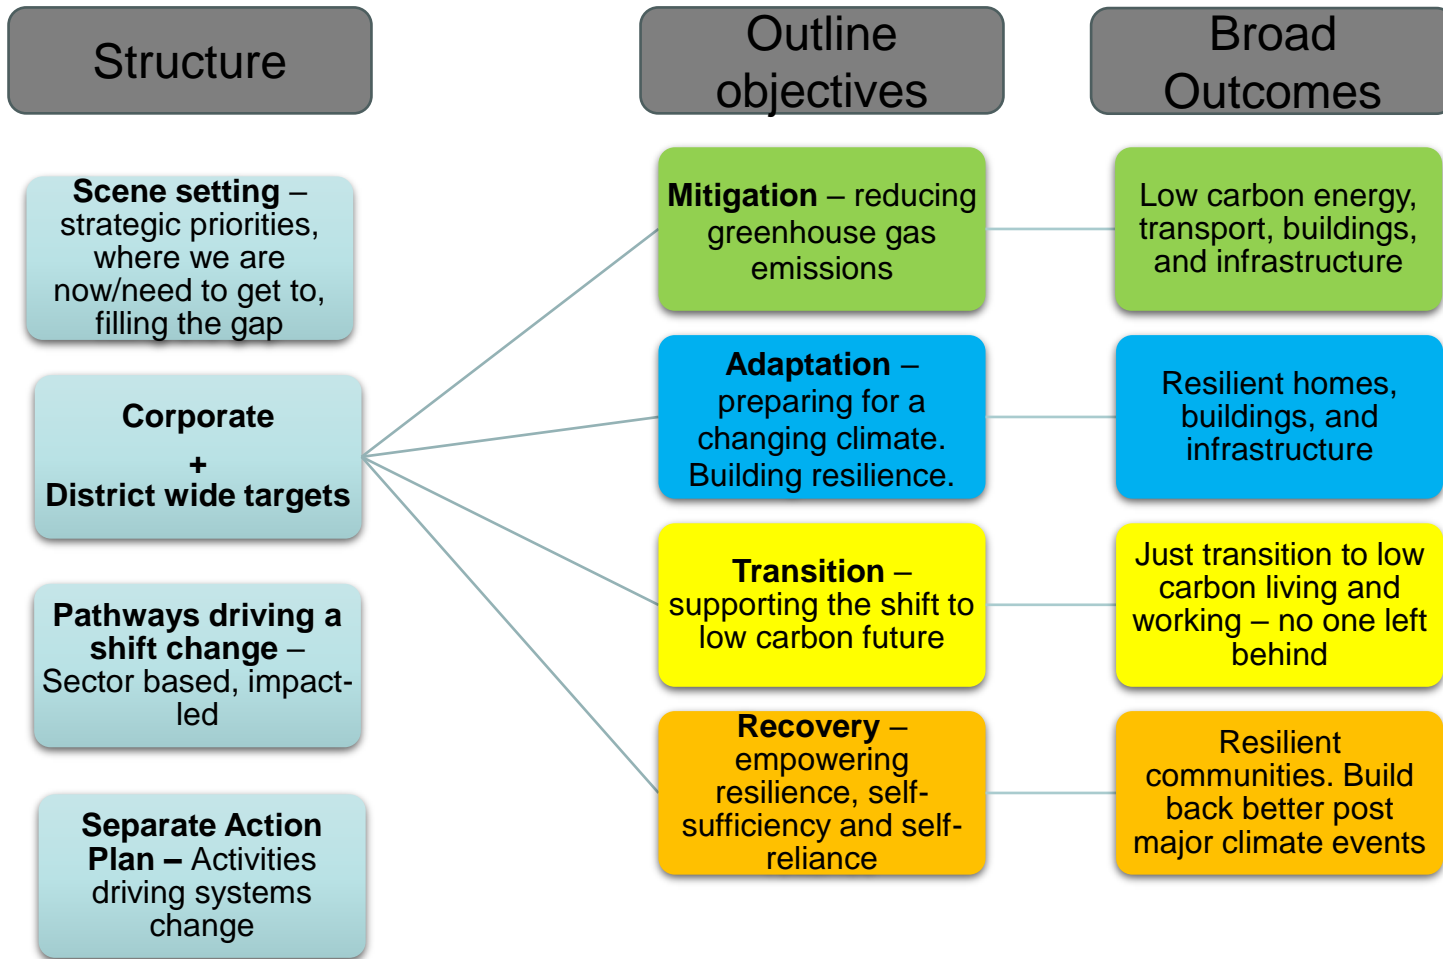 Structure
Scene setting –
strategic priorities,
where we are
now/need to get to,
filling the gap
Corporate
+
District wide targets
Pathways driving a
shift change –
Sector based, impact-
led
Separate Action
Plan – Activities
driving systems
change
Outline
objectives
Mitigation – reducing
greenhouse gas
emissions
Adaptation –
preparing for a
changing climate.
Building resilience.
Transition –
supporting the shift to
low carbon future
Recovery –
empowering
resilience, self-
sufficiency and self-
reliance
Broad
Outcomes
Low carbon energy,
transport, buildings,
and infrastructure
Resilient homes,
buildings, and
infrastructure
Just transition to low
carbon living and
working – no one left
behind
Resilient
communities. Build
back better post
major climate events